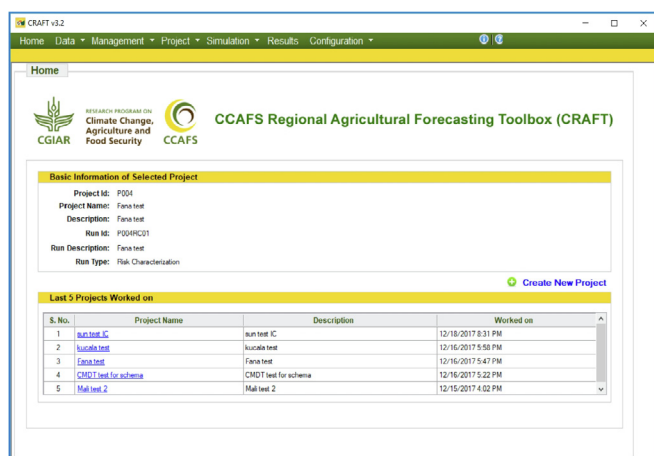 CRAFT v3.2
Home Data Management Project Simulation Results Configuration
Home
CGIAR
RESEARCH PROGRAM ON
Climate Change,
Agriculture and
Food Security
CCAFS
CCAFS Regional Agricultural Forecasting Toolbox (CRAFT)
Basic Information of Selected Project
Project Id: P004
Project Name: Fana test
Description: Fana test
Run Id: P004RC01
Run Description: Fana test
Run Type: Risk Characterization
Create New Project
Last 5 Projects Worked on
S. No. Project Name Description Worked on
1 sun test IC sun test IC 12/18/2017 8:31 PM
2 kucala test kucala test 12/16/2017 5:58 PM
3 Fana test Fana test 12/16/2017 5:47 PM
4 CMDT test for schema CMDT test for schema 12/16/2017 5:22 PM
5 Mali test 2 Mali test 2 12/15/2017 4:02 PM